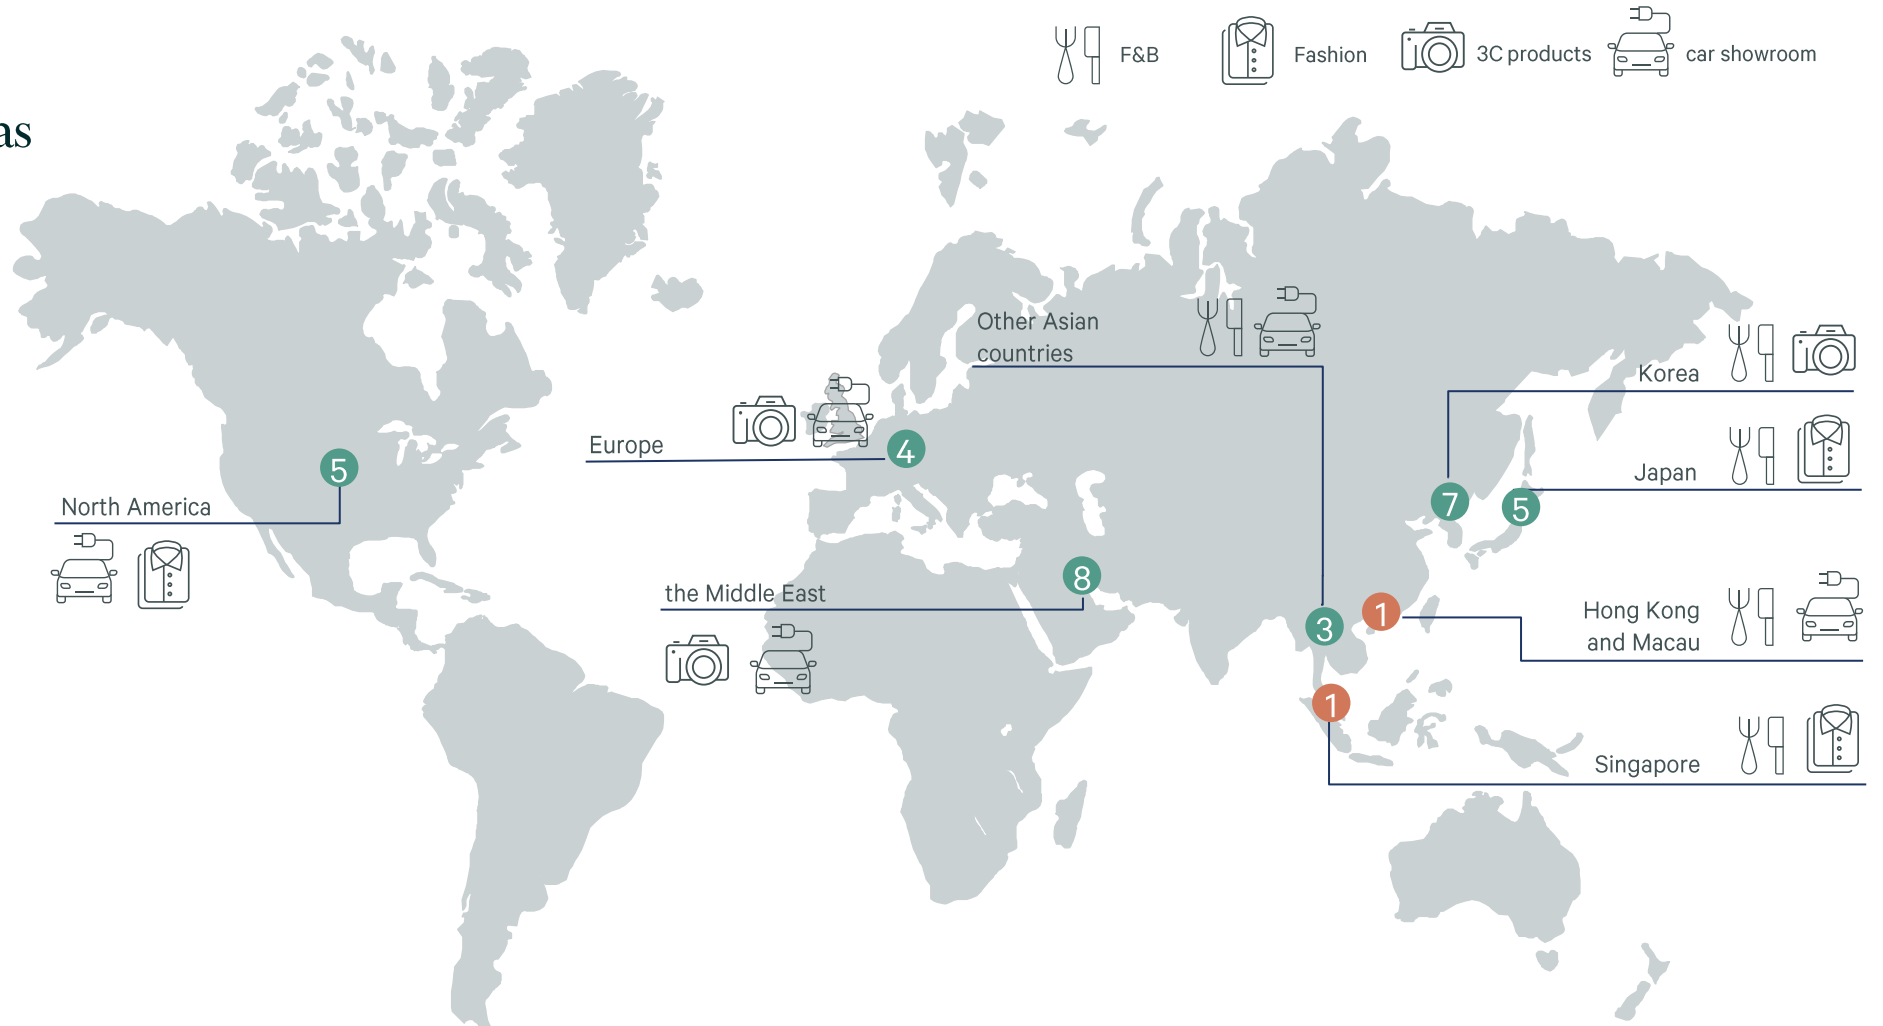 F&B
Fashion
3C products
car showroom
as
Other Asian
countries
Korea
Europe
4
Japan
5
North America
7
5
8
the Middle East
Hong Kong
and Macau
1
3
1
Singapore